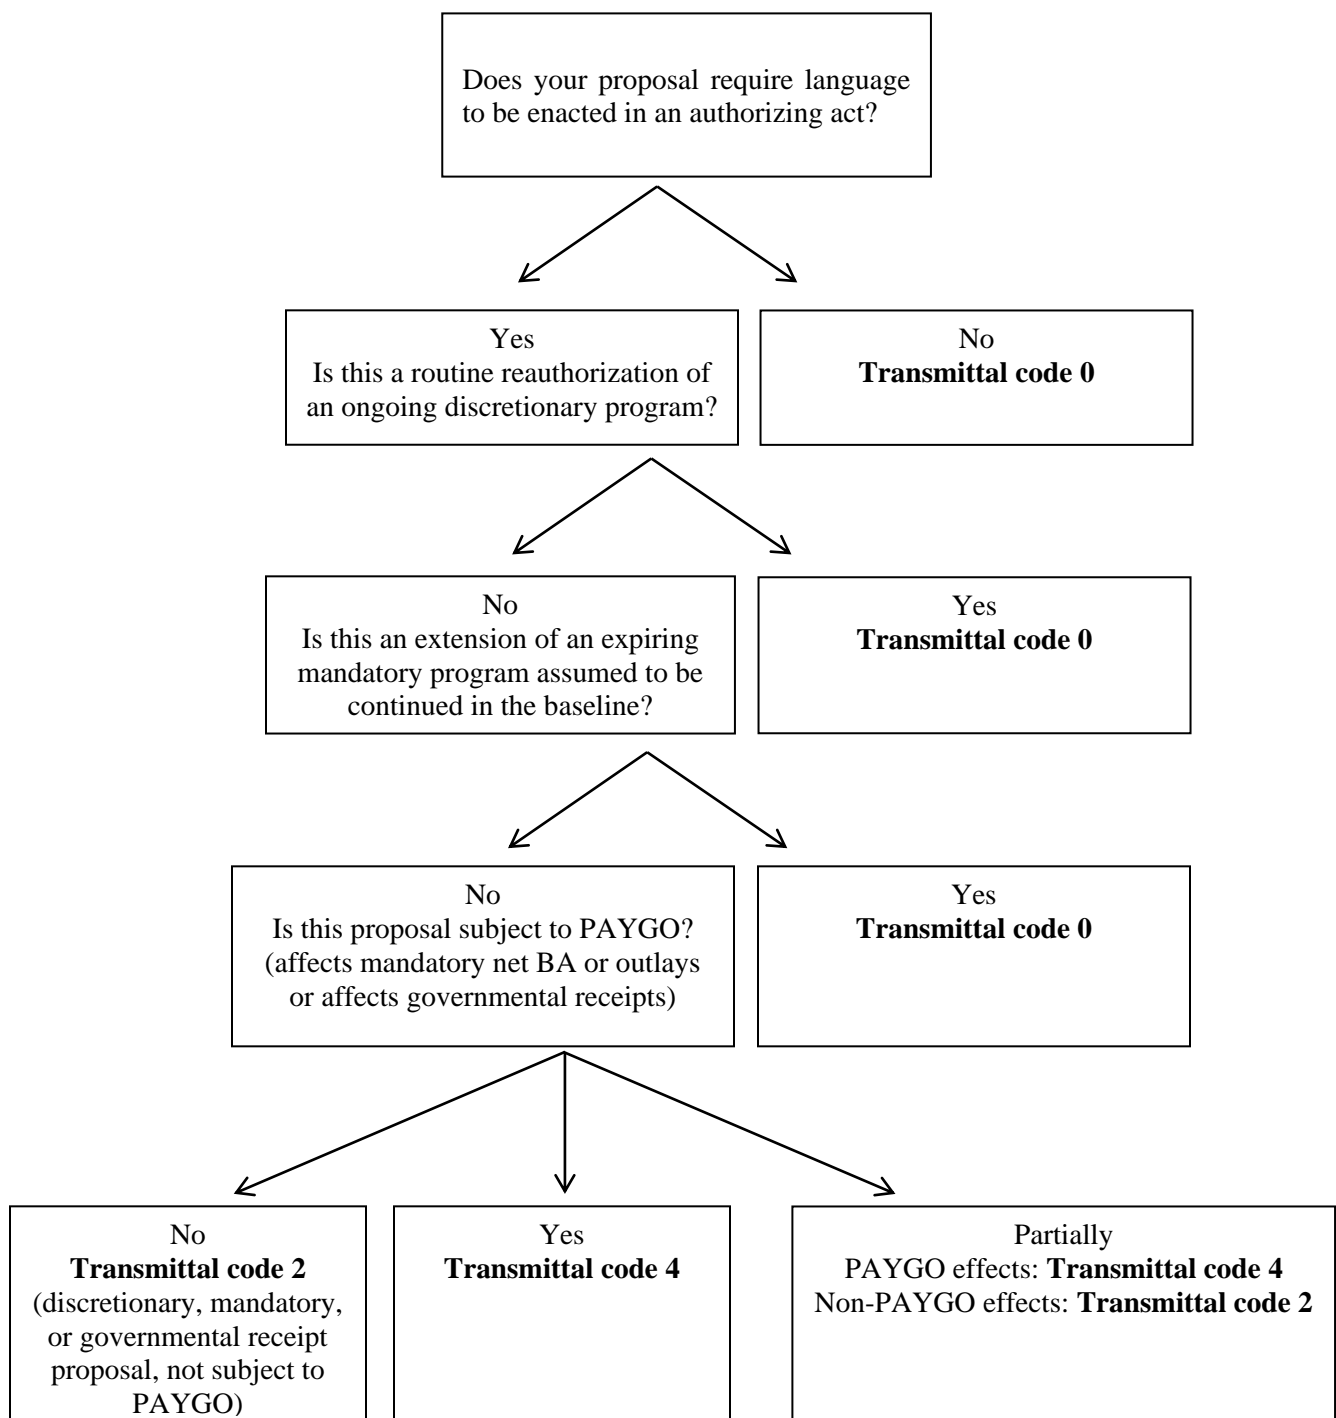 Does your proposal require language
to be enacted in an authorizing act?
Yes
Is this a routine reauthorization of
an ongoing discretionary program?
No
Transmittal code 0
No
Is this an extension of an expiring
mandatory program assumed to be
continued in the baseline?
Yes
Transmittal code 0
No
Is this proposal subject to PAYGO?
(affects mandatory net BA or outlays
or affects governmental receipts)
Yes
Transmittal code 0
No
Transmittal code 2
(discretionary, mandatory,
or governmental receipt
proposal, not subject to
PAYGO)
Yes
Transmittal code 4
Partially
PAYGO effects: Transmittal code 4
Non-PAYGO effects: Transmittal code 2